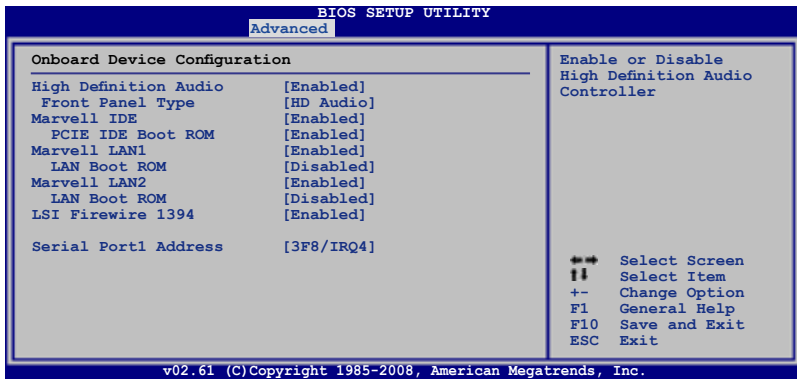 BIOS SETUP UTILITY
Advanced
Onboard Device Configuration
High Definition Audio [Enabled]
Front Panel Type [HD Audio]
Marvell IDE [Enabled]
PCIE IDE Boot ROM [Enabled]
Marvell LAN1 [Enabled]
LAN Boot ROM [Disabled]
Marvell LAN2 [Enabled]
LAN Boot ROM [Disabled]
LSI Firewire 1394 [Enabled]
Serial Port1 Address [3F8/IRQ4]
Enable or Disable
High Definition Audio
Controller
←→ Select Screen
↑↓ Select Item
+- Change Option
F1 General Help
F10 Save and Exit
ESC Exit
v02.61 (C)Copyright 1985-2008, American Megatrends, Inc.